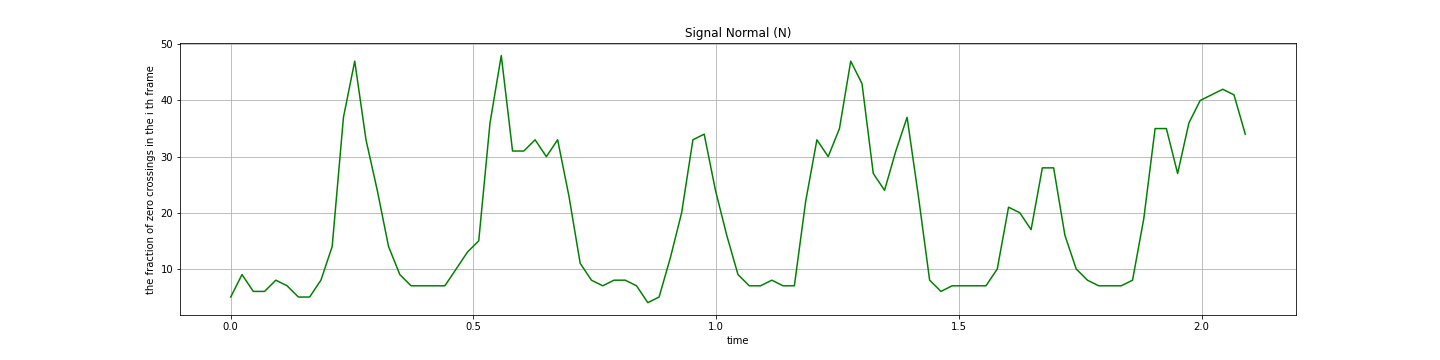 Signal Normal (N)
the fraction of zero crossings in the i th frame
50
40
30
20
10
0.0 0.5 1.0 1.5 2.0
time